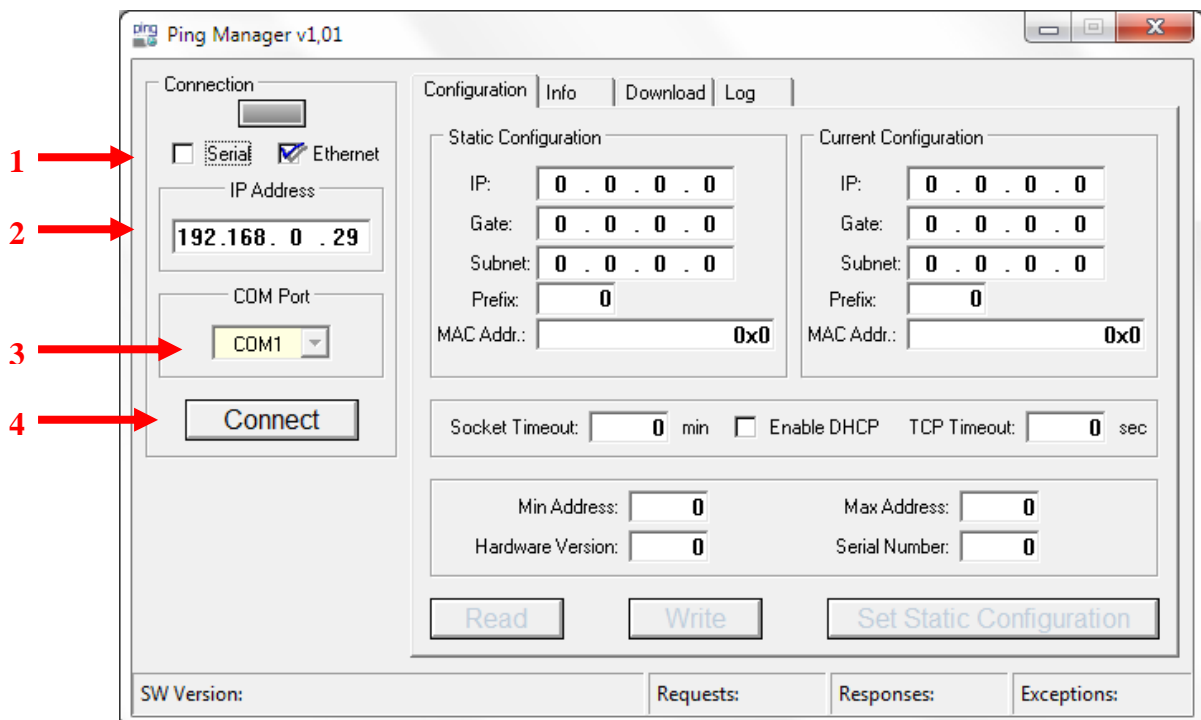 ping Ping Manager v1,01
Connection
1 Serial Ethernet
IP Address
2 192.168. 0 .29
COM Port
3 COM1
4 Connect
Configuration Info Download Log
Static Configuration
IP: 0 . 0 . 0 . 0
Gate: 0 . 0 . 0 . 0
Subnet: 0 . 0 . 0 . 0
Prefix: 0
MAC Addr.: 0x0
Current Configuration
IP: 0 . 0 . 0 . 0
Gate: 0 . 0 . 0 . 0
Subnet: 0 . 0 . 0 . 0
Prefix: 0
MAC Addr.: 0x0
Socket Timeout: 0 min Enable DHCP TCP Timeout: 0 sec
Min Address: 0 Max Address: 0
Hardware Version: 0 Serial Number: 0
Read Write Set Static Configuration
SW Version: Requests: Responses: Exceptions: